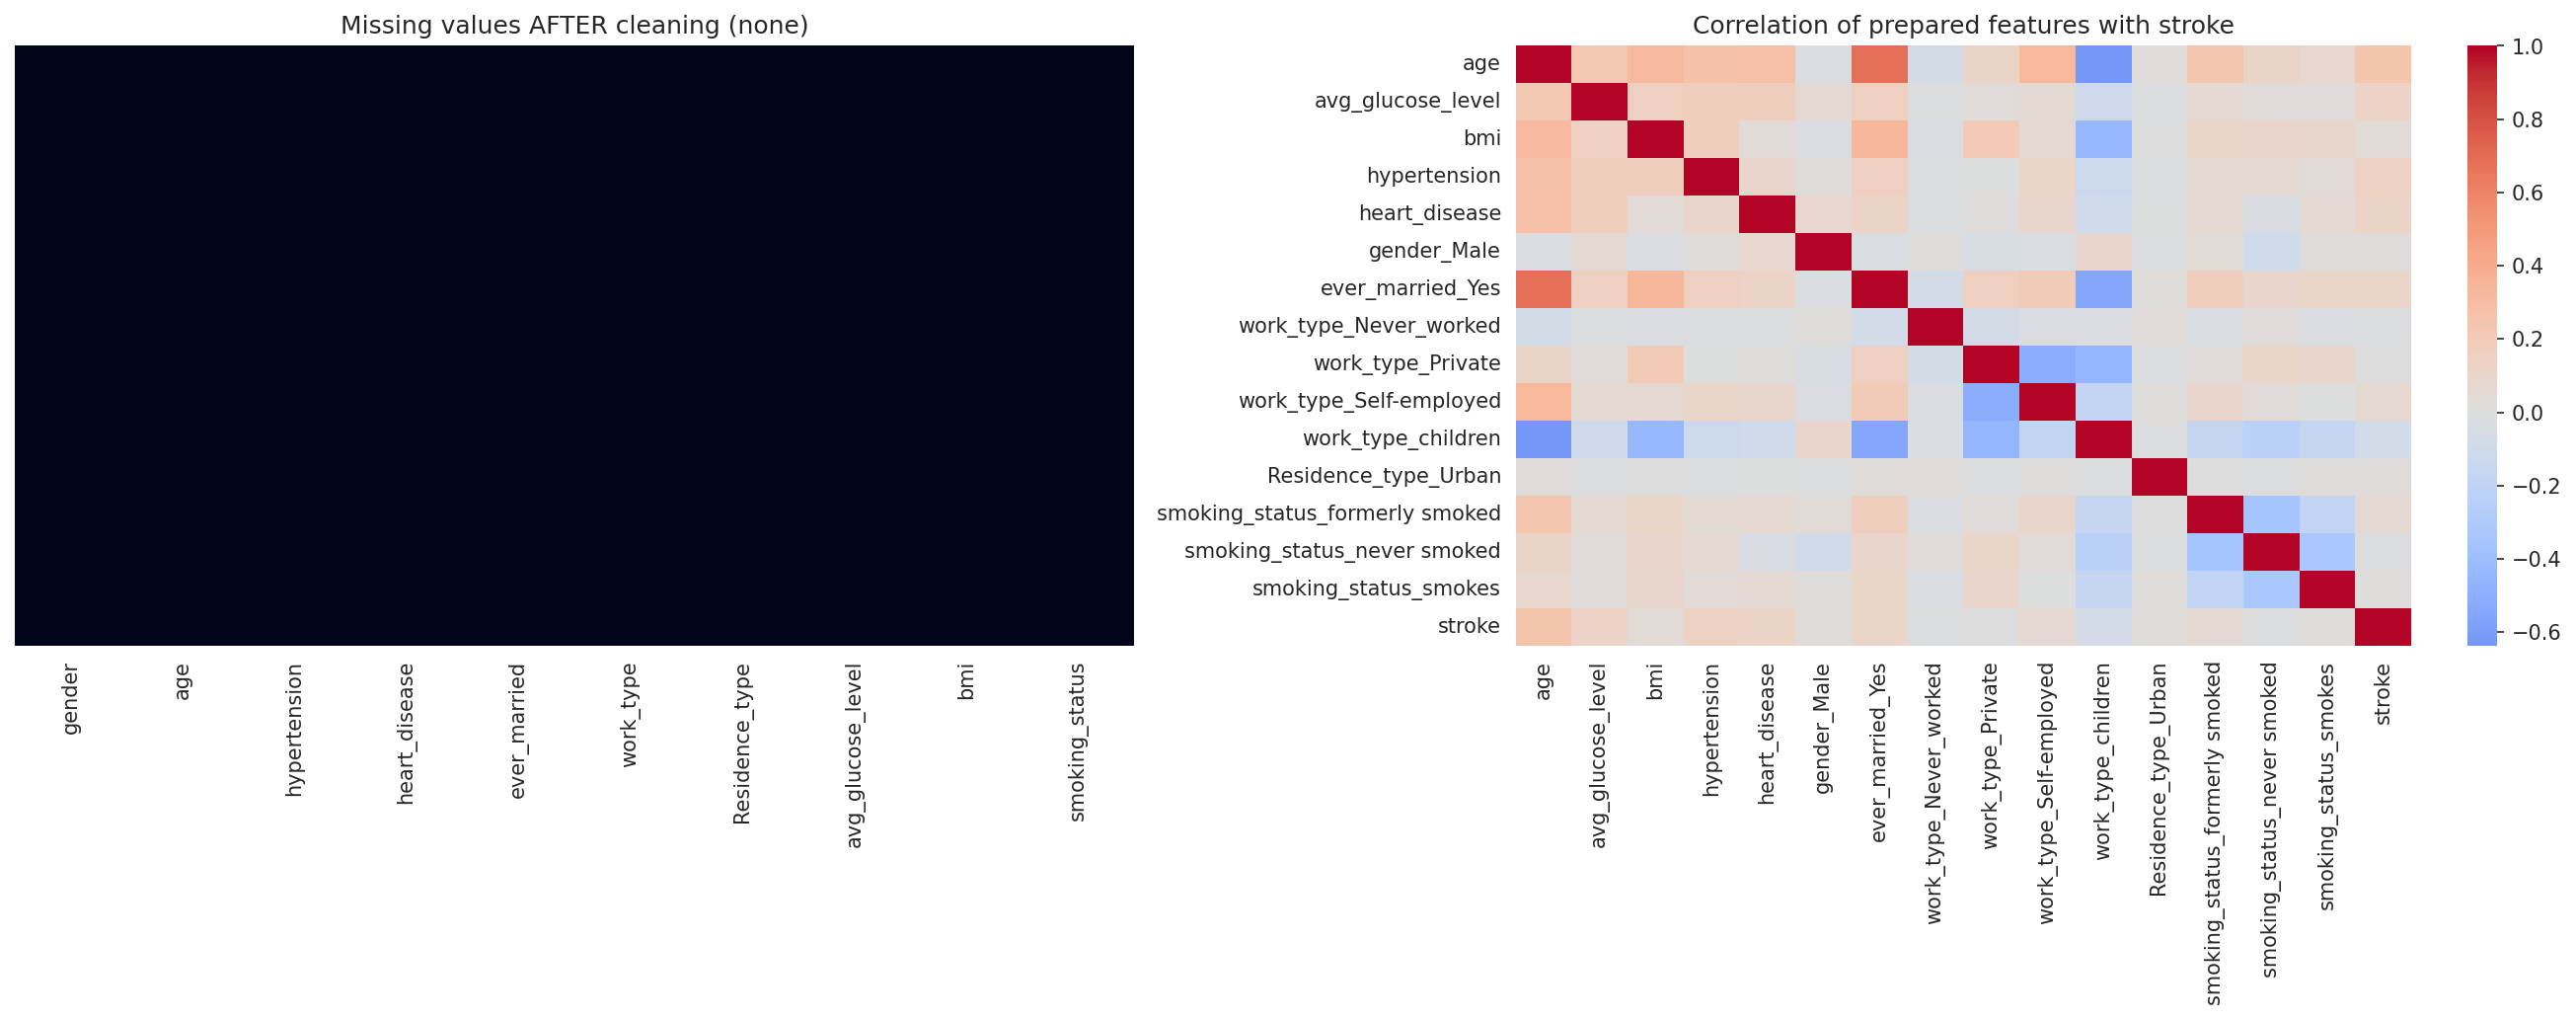 Missing values AFTER cleaning (none)
gender
age
hypertension
heart_disease
ever_married
work_type
Residence_type
avg_glucose_level
bmi
smoking_status
Correlation of prepared features with stroke
age
avg_glucose_level
bmi
hypertension
heart_disease
gender_Male
ever_married_Yes
work_type_Never_worked
work_type_Private
work_type_Self-employed
work_type_children
Residence_type_Urban
smoking_status_formerly smoked
smoking_status_never smoked
smoking_status_smokes
stroke
age
avg_glucose_level
bmi
hypertension
heart_disease
gender_Male
ever_married_Yes
work_type_Never_worked
work_type_Private
work_type_Self-employed
work_type_children
Residence_type_Urban
smoking_status_formerly smoked
smoking_status_never smoked
smoking_status_smokes
stroke
1.0
0.8
0.6
0.4
0.2
0.0
−0.2
−0.4
−0.6